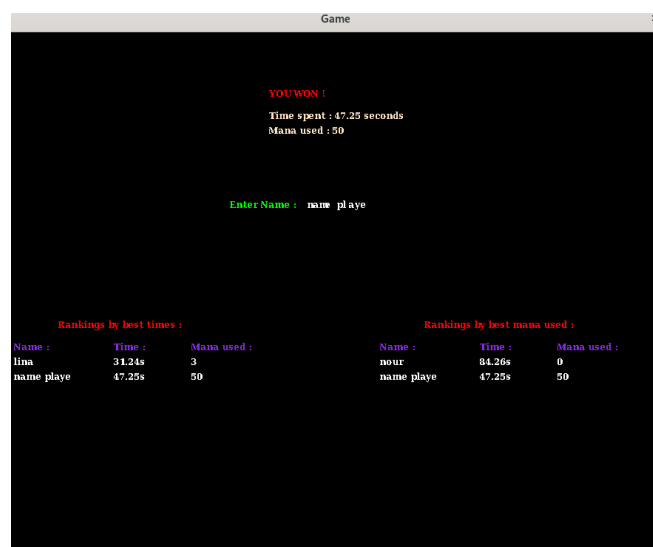 Game
YOU WON !
Time spent : 47.25 seconds
Mana used : 50
Enter Name : name playe
Rankings by best times :
Name : Time : Mana used :
lina 31.24s 3
name playe 47.25s 50
Rankings by best mana used :
Name : Time : Mana used :
nour 84.26s 0
name playe 47.25s 50